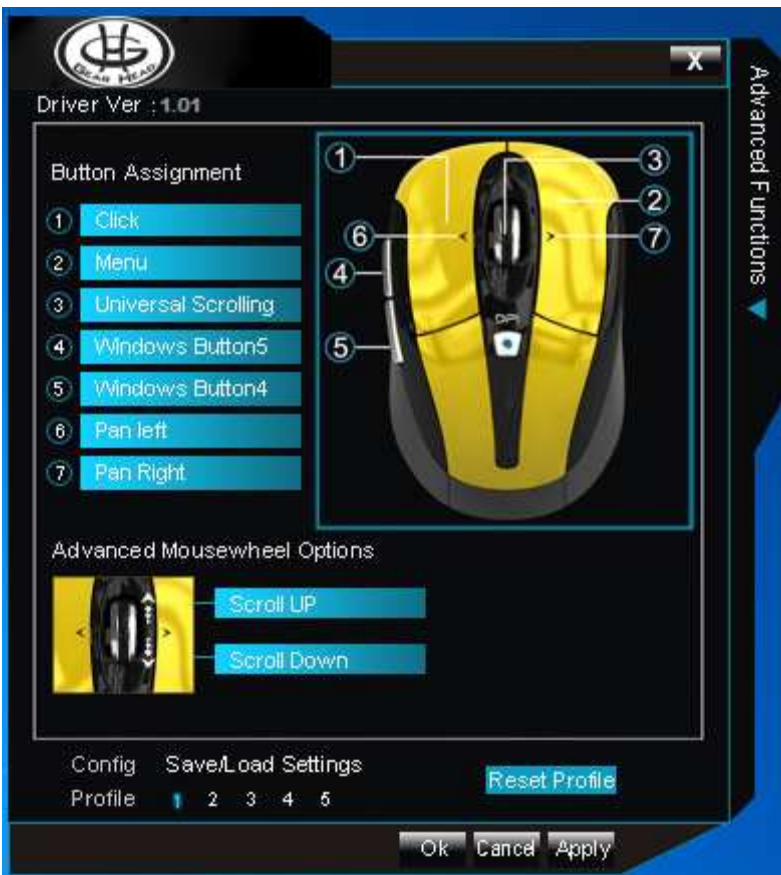 GEAR HEAD
X
Driver Ver : 1.01
Advanced Functions
Button Assignment
1 Click
2 Menu
3 Universal Scrolling
4 Windows Button5
5 Windows Button4
6 Pan left
7 Pan Right
1
3
2
6
7
4
5
DPI
Advanced Mousewheel Options
Scroll UP
Scroll Down
Config Save/Load Settings
Profile 1 2 3 4 5
Reset Profile
Ok Cancel Apply